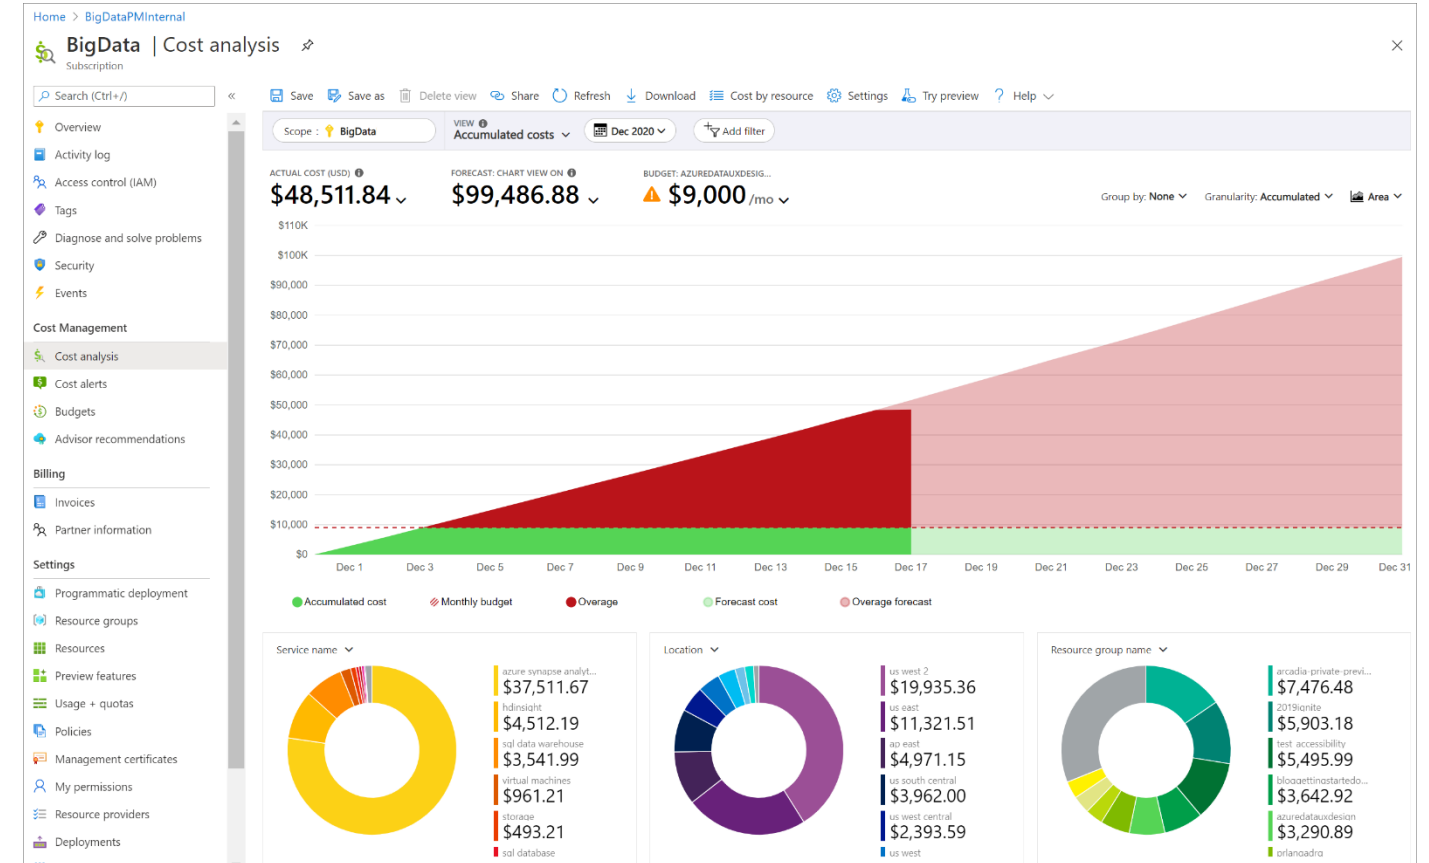 Home > BigDataPMInternal
BigData | Cost analysis
Subscription
Search (Ctrl+/)
«
Overview
Activity log
Access control (IAM)
Tags
Diagnose and solve problems
Security
Events
Cost Management
Cost analysis
Cost alerts
Budgets
Advisor recommendations
Billing
Invoices
Partner information
Settings
Programmatic deployment
Resource groups
Resources
Preview features
Usage + quotas
Policies
Management certificates
My permissions
Resource providers
Deployments
Save Save as Delete view Share Refresh Download Cost by resource Settings Try preview ? Help
Scope : BigData
VIEW
Accumulated costs
Dec 2020
Add filter
ACTUAL COST (USD)
$48,511.84
FORECAST: CHART VIEW ON
$99,486.88
BUDGET: AZUREDATAUXDESIG...
$9,000 /mo
Group by: None
Granularity: Accumulated
Area
$110K
$100K
$90,000
$80,000
$70,000
$60,000
$50,000
$40,000
$30,000
$20,000
$10,000
$0
Dec 1 Dec 3 Dec 5 Dec 7 Dec 9 Dec 11 Dec 13 Dec 15 Dec 17 Dec 19 Dec 21 Dec 23 Dec 25 Dec 27 Dec 29 Dec 31
Accumulated cost Monthly budget Overage Forecast cost Overage forecast
Service name
azure synapse analyt...
$37,511.67
hdinsight
$4,512.19
sql data warehouse
$3,541.99
virtual machines
$961.21
storage
$493.21
sql database
Location
us west 2
$19,935.36
us east
$11,321.51
ap east
$4,971.15
us south central
$3,962.00
us west central
$2,393.59
us west
Resource group name
arcadia-private-previ...
$7,476.48
2019ignite
$5,903.18
test_accessibility
$5,495.99
bloggettingstartedo...
$3,642.92
azuredatauxdesign
$3,290.89